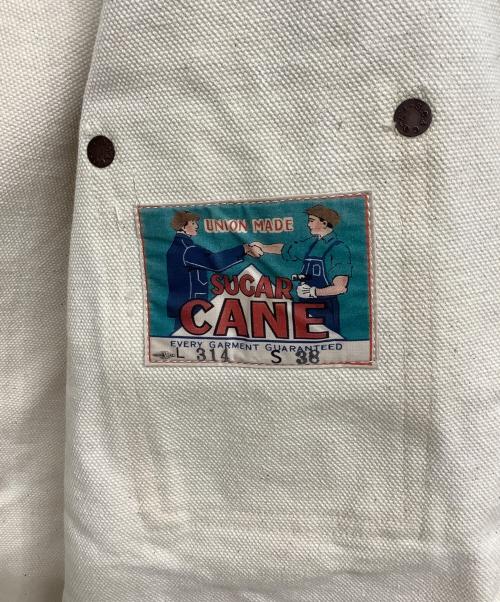 UNION MADE
SUGAR
CANE
EVERY GARMENT GUARANTEED
L 314 S 38